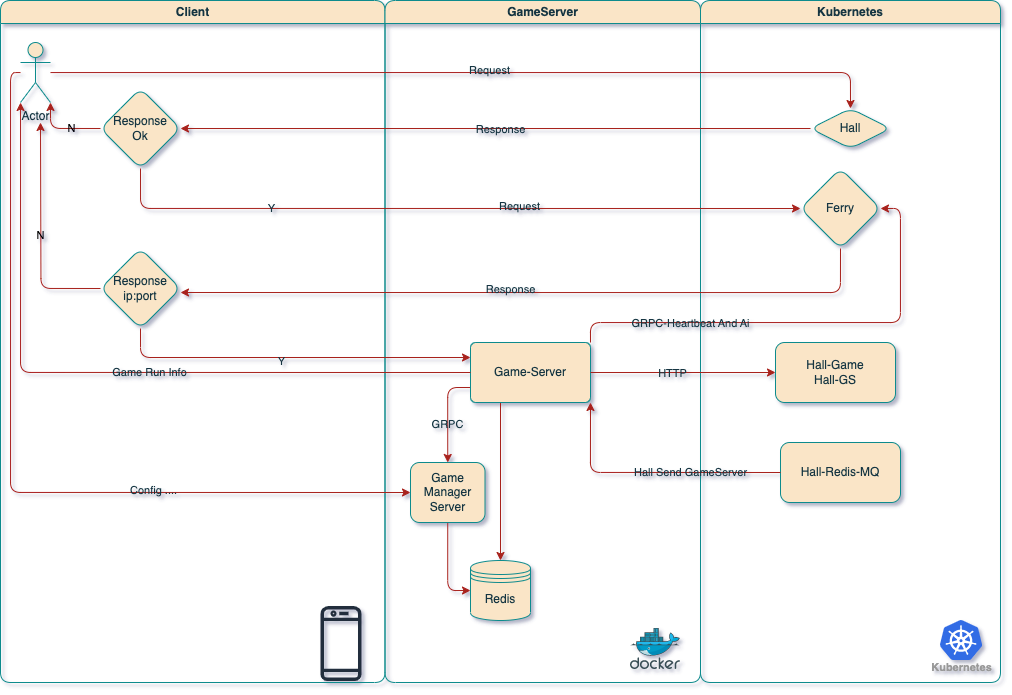 Client
GameServer
Kubernetes
Request
Actor
Response
Ok
N
Response
Hall
Y
Request
Ferry
N
Response
ip:port
Response
GRPC-Heartbeat And Ai
Y
Game Run Info
Game-Server
HTTP
Hall-Game
Hall-GS
GRPC
Hall Send GameServer
Hall-Redis-MQ
Config ....
Game
Manager
Server
Redis
docker
Kubernetes